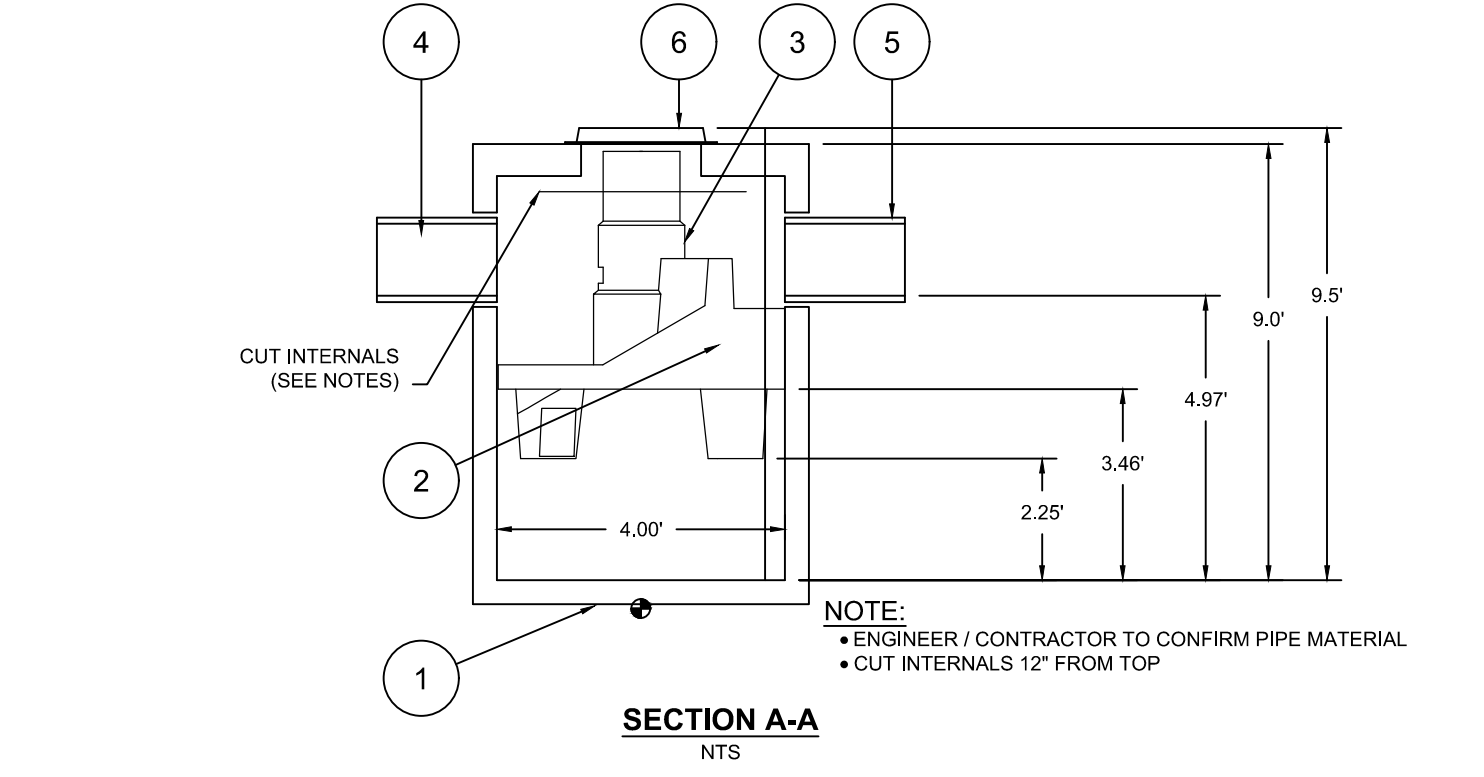 4
6
3
5
9.5'
9.0'
CUT INTERNALS
(SEE NOTES)
4.97'
3.46'
2
2.25'
4.00'
NOTE:
• ENGINEER / CONTRACTOR TO CONFIRM PIPE MATERIAL
• CUT INTERNALS 12" FROM TOP
1
SECTION A-A
NTS